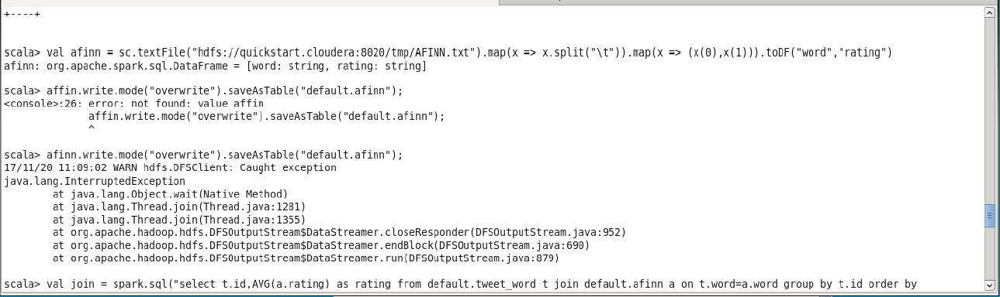 +----+
scala> val afinn = sc.textFile("hdfs://quickstart.cloudera:8020/tmp/AFINN.txt").map(x => x.split("\t")).map(x => (x(0),x(1))).toDF("word","rating")
afinn: org.apache.spark.sql.DataFrame = [word: string, rating: string]
scala> affin.write.mode("overwrite").saveAsTable("default.afinn");
<console>:26: error: not found: value affin
affin.write.mode("overwrite").saveAsTable("default.afinn");
^
scala> afinn.write.mode("overwrite").saveAsTable("default.afinn");
17/11/20 11:09:02 WARN hdfs.DFSClient: Caught exception
java.lang.InterruptedException
at java.lang.Object.wait(Native Method)
at java.lang.Thread.join(Thread.java:1281)
at java.lang.Thread.join(Thread.java:1355)
at org.apache.hadoop.hdfs.DFSOutputStream$DataStreamer.closeResponder(DFSOutputStream.java:952)
at org.apache.hadoop.hdfs.DFSOutputStream$DataStreamer.endBlock(DFSOutputStream.java:690)
at org.apache.hadoop.hdfs.DFSOutputStream$DataStreamer.run(DFSOutputStream.java:879)
scala> val join = spark.sql("select t.id,AVG(a.rating) as rating from default.tweet_word t join default.afinn a on t.word=a.word group by t.id order by